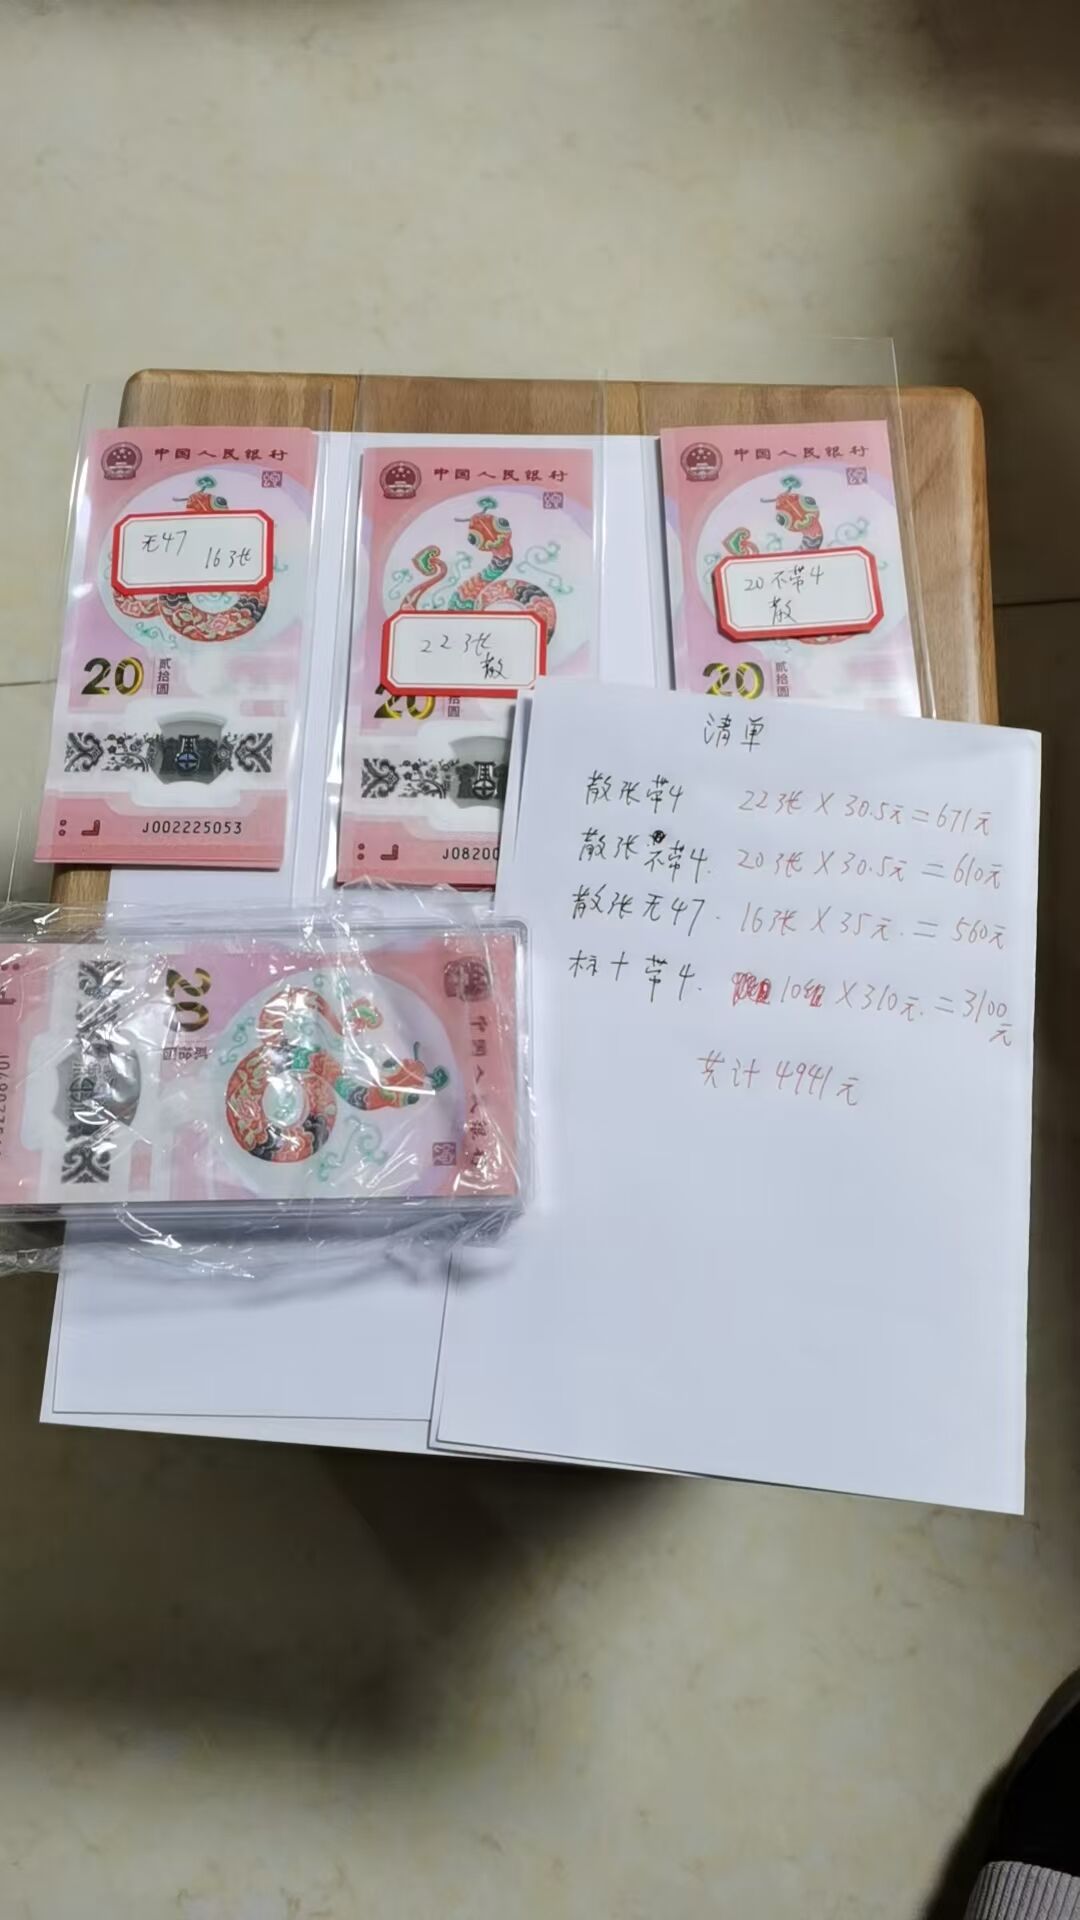 中国人民银行
无47
16张
20
贰拾圆
J002225053
中国人民银行
22张
散
20
拾圆
J08200
中国人民银行
20不带4
散
20
贰拾圆
清单
散张带4 22张×30.5元=671元
散张不带4. 20张×30.5元=610元
散张无47. 16张×35元.=560元
标十带4. 10组×310元.=3100元
共计4941元
20
贰拾圆